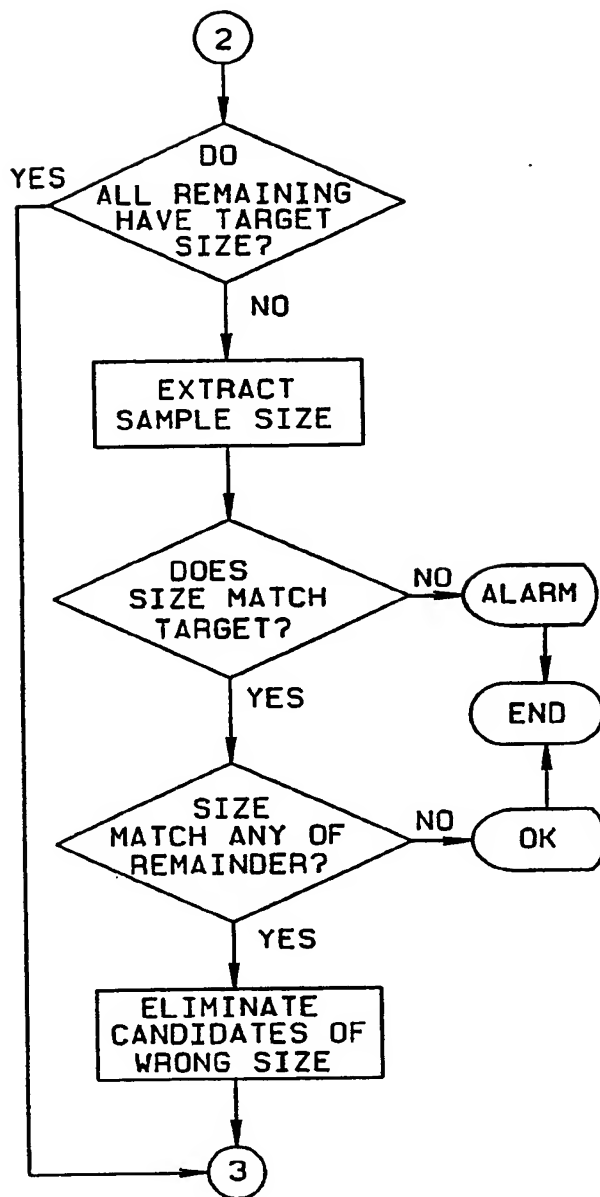 2
DO
ALL REMAINING
HAVE TARGET
SIZE?
YES
NO
EXTRACT
SAMPLE SIZE
DOES
SIZE MATCH
TARGET?
NO
ALARM
YES
END
SIZE
MATCH ANY OF
REMAINDER?
NO
OK
YES
ELIMINATE
CANDIDATES OF
WRONG SIZE
3